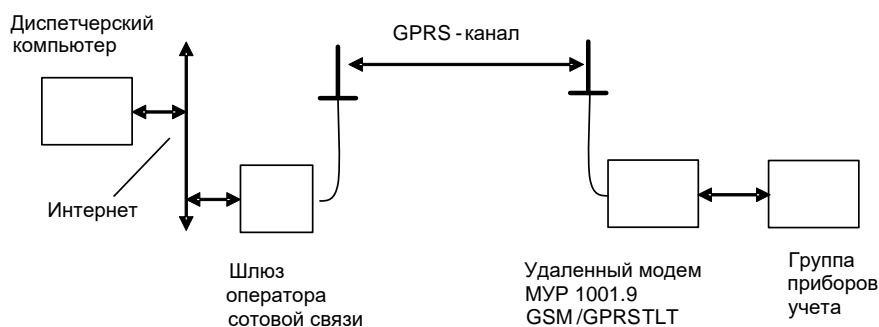 Диспетчерский
компьютер
GPRS - канал
Интернет
Шлюз
оператора
сотовой связи
Удаленный модем
МУР 1001.9
GSM /GPRSTLT
Группа
приборов
учета